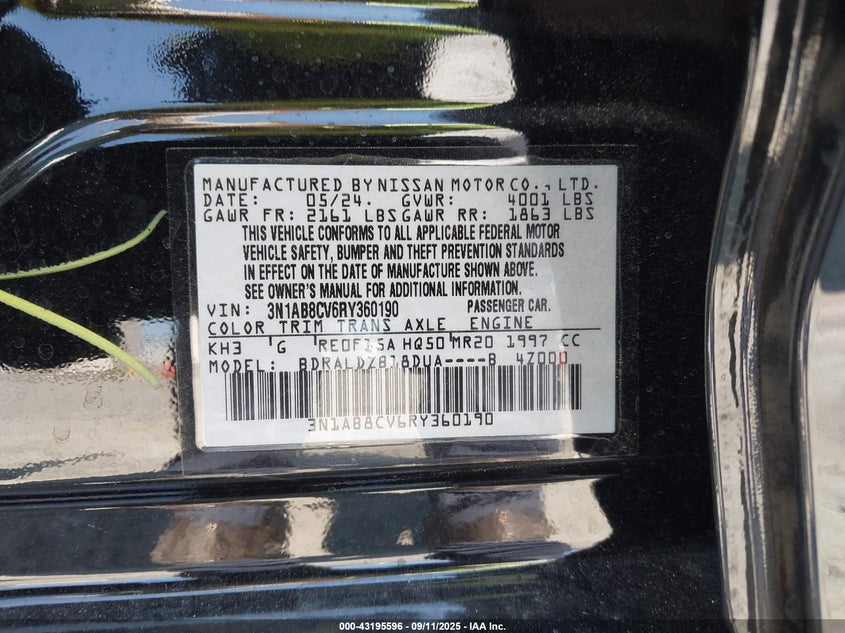 MANUFACTURED BY NISSAN MOTOR CO., LTD.
DATE: 05/24. GVWR: 4001 LBS
GAWR FR: 2161 LBS GAWR RR: 1863 LBS
THIS VEHICLE CONFORMS TO ALL APPLICABLE FEDERAL MOTOR
VEHICLE SAFETY, BUMPER AND THEFT PREVENTION STANDARDS
IN EFFECT ON THE DATE OF MANUFACTURE SHOWN ABOVE.
SEE OWNER'S MANUAL FOR ADDITIONAL INFORMATION.
VIN: 3N1AB8CV6RY360190 PASSENGER CAR.
COLOR TRIM TRANS AXLE ENGINE
KH3 G RE0F15A HQ50 MR20 1997 CC
MODEL: BDRALDZ818DUA----B 4Z00U
3N1AB8CV6RY360190
000-43195596 - 09/11/2025 - IAA Inc.